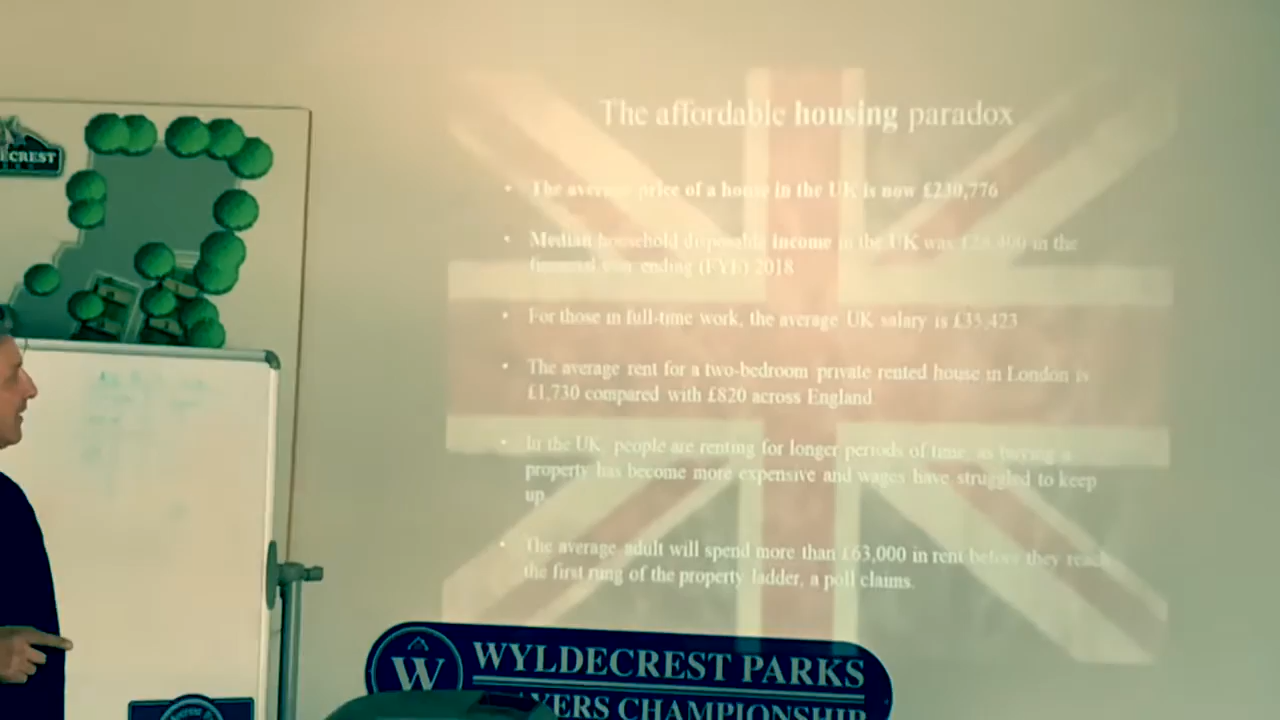 The affordable housing paradox
CREST
• The average price of a house in the UK is now £230,776
• Median household disposable income in the UK was £28,400 in the
financial year ending (FYE) 2018
• For those in full-time work, the average UK salary is £35,423
• The average rent for a two-bedroom private rented house in London is
£1,730 compared with £820 across England
• In the UK, people are renting for longer periods of time, as buying a
property has become more expensive and wages have struggled to keep
up
• The average adult will spend more than £63,000 in rent before they reach
the first rung of the property ladder, a poll claims.
W
WYLDECREST PARKS
AYERS CHAMPIONSHIP